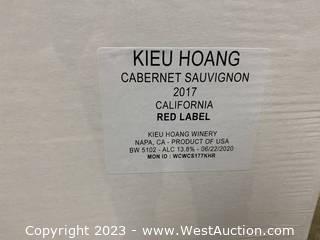 KIEU HOANG
CABERNET SAUVIGNON
2017
CALIFORNIA
RED LABEL
KIEU HOANG WINERY
NAPA, CA - PRODUCT OF USA
BW 5102 - ALC 13.8% - 06/22/2020
MON ID : WCWCS177KHR
Copyright 2023 - www.WestAuction.com